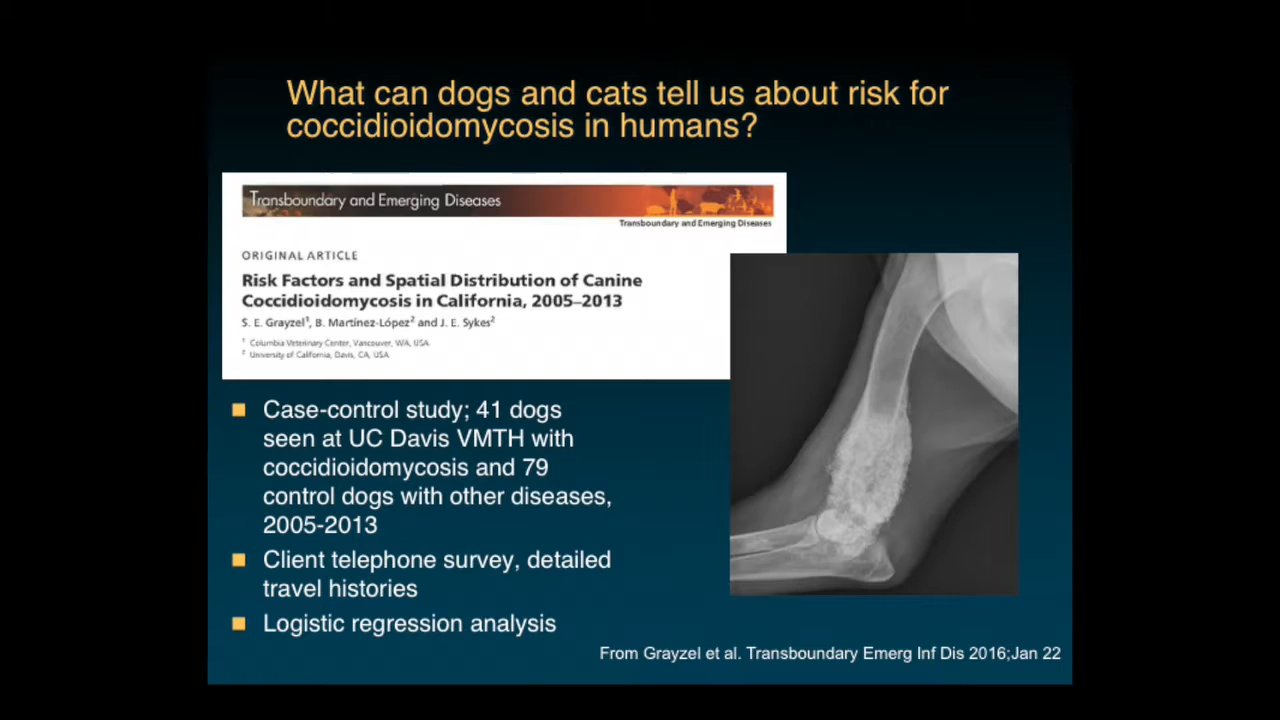 What can dogs and cats tell us about risk for
coccidioidomycosis in humans?
Transboundary and Emerging Diseases
Transboundary and Emerging Diseases
ORIGINAL ARTICLE
Risk Factors and Spatial Distribution of Canine
Coccidioidomycosis in California, 2005–2013
S. E. Grayzel¹, B. Martínez-López² and J. E. Sykes²
¹ Columbia Veterinary Center, Vancouver, WA, USA
² University of California, Davis, CA, USA
Case-control study; 41 dogs
seen at UC Davis VMTH with
coccidioidomycosis and 79
control dogs with other diseases,
2005-2013
Client telephone survey, detailed
travel histories
Logistic regression analysis
From Grayzel et al. Transboundary Emerg Inf Dis 2016;Jan 22